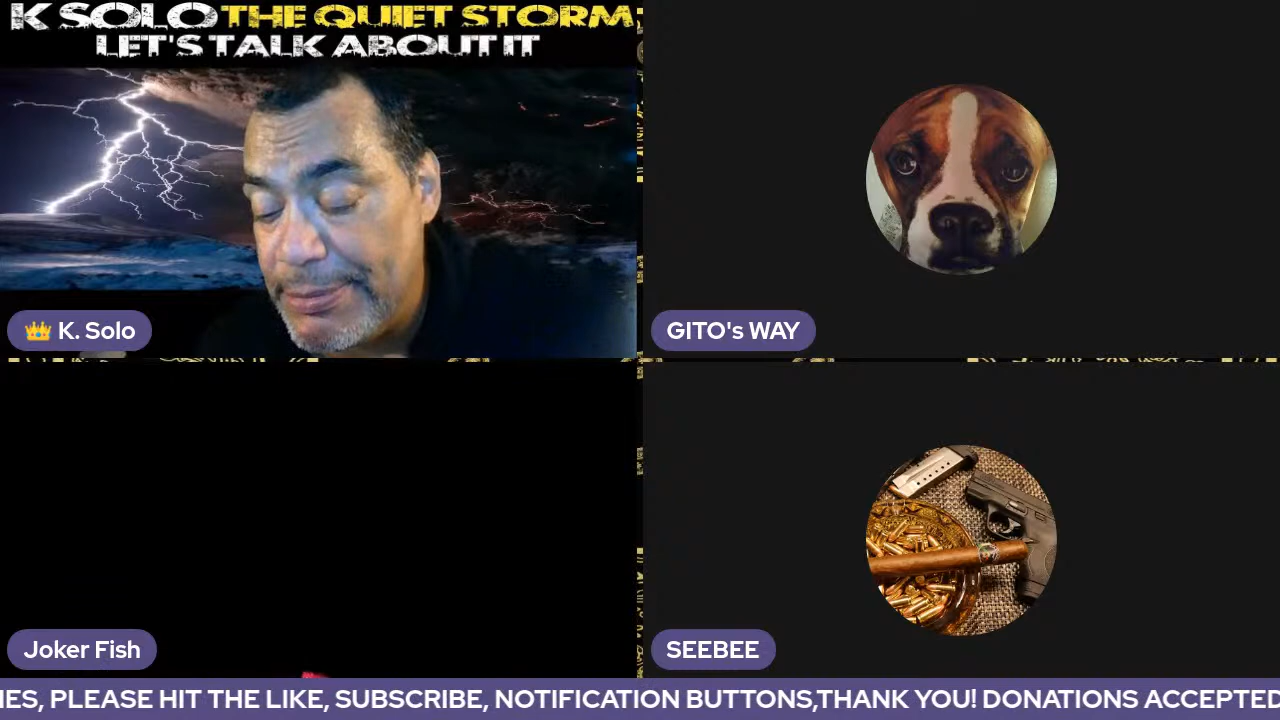 K SOLO THE QUIET STORM
LET'S TALK ABOUT IT
K. Solo
GITO's WAY
Joker Fish
SEEBEE
IES, PLEASE HIT THE LIKE, SUBSCRIBE, NOTIFICATION BUTTONS,THANK YOU! DONATIONS ACCEPTED